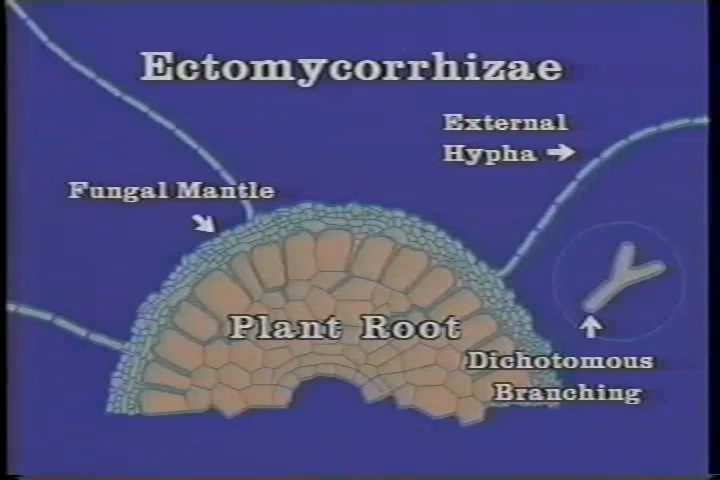 Ectomycorrhizae
External
Hypha
Fungal Mantle
Plant Root
Dichotomous
Branching